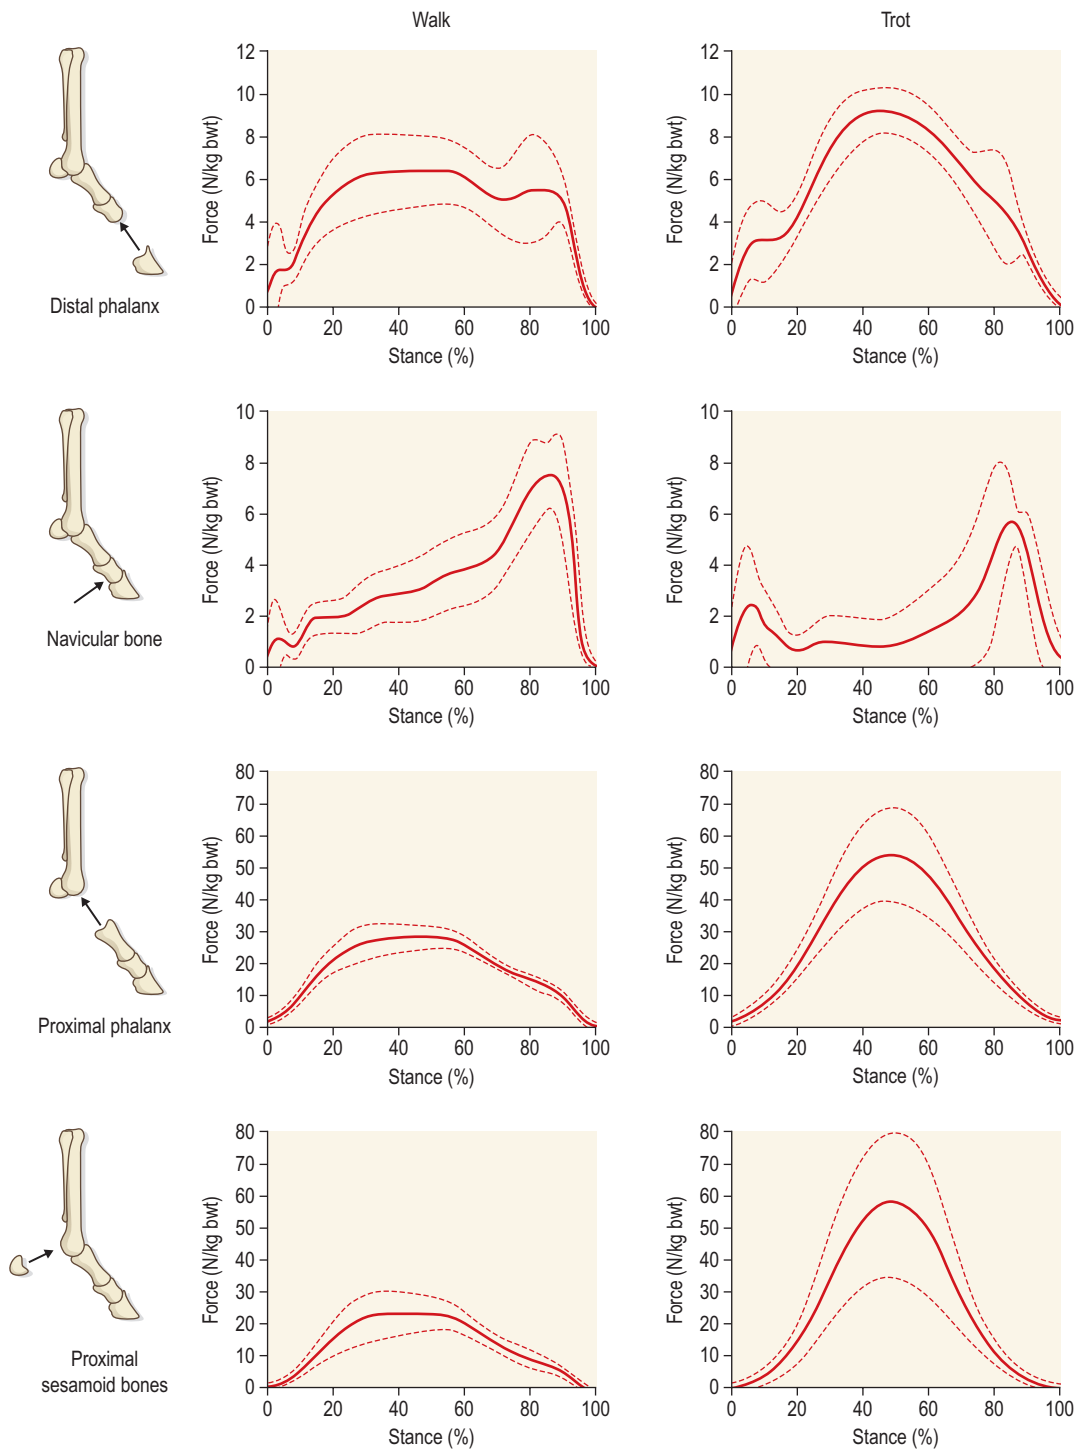 Walk
Trot
12
10
8
6
4
2
0
Force (N/kg bwt)
0 20 40 60 80 100
Stance (%)
12
10
8
6
4
2
0
Force (N/kg bwt)
0 20 40 60 80 100
Stance (%)
Distal phalanx
10
8
6
4
2
0
Force (N/kg bwt)
0 20 40 60 80 100
Stance (%)
10
8
6
4
2
0
Force (N/kg bwt)
0 20 40 60 80 100
Stance (%)
Navicular bone
80
70
60
50
40
30
20
10
0
Force (N/kg bwt)
0 20 40 60 80 100
Stance (%)
80
70
60
50
40
30
20
10
0
Force (N/kg bwt)
0 20 40 60 80 100
Stance (%)
Proximal phalanx
80
70
60
50
40
30
20
10
0
Force (N/kg bwt)
0 20 40 60 80 100
Stance (%)
80
70
60
50
40
30
20
10
0
Force (N/kg bwt)
0 20 40 60 80 100
Stance (%)
Proximal
sesamoid bones